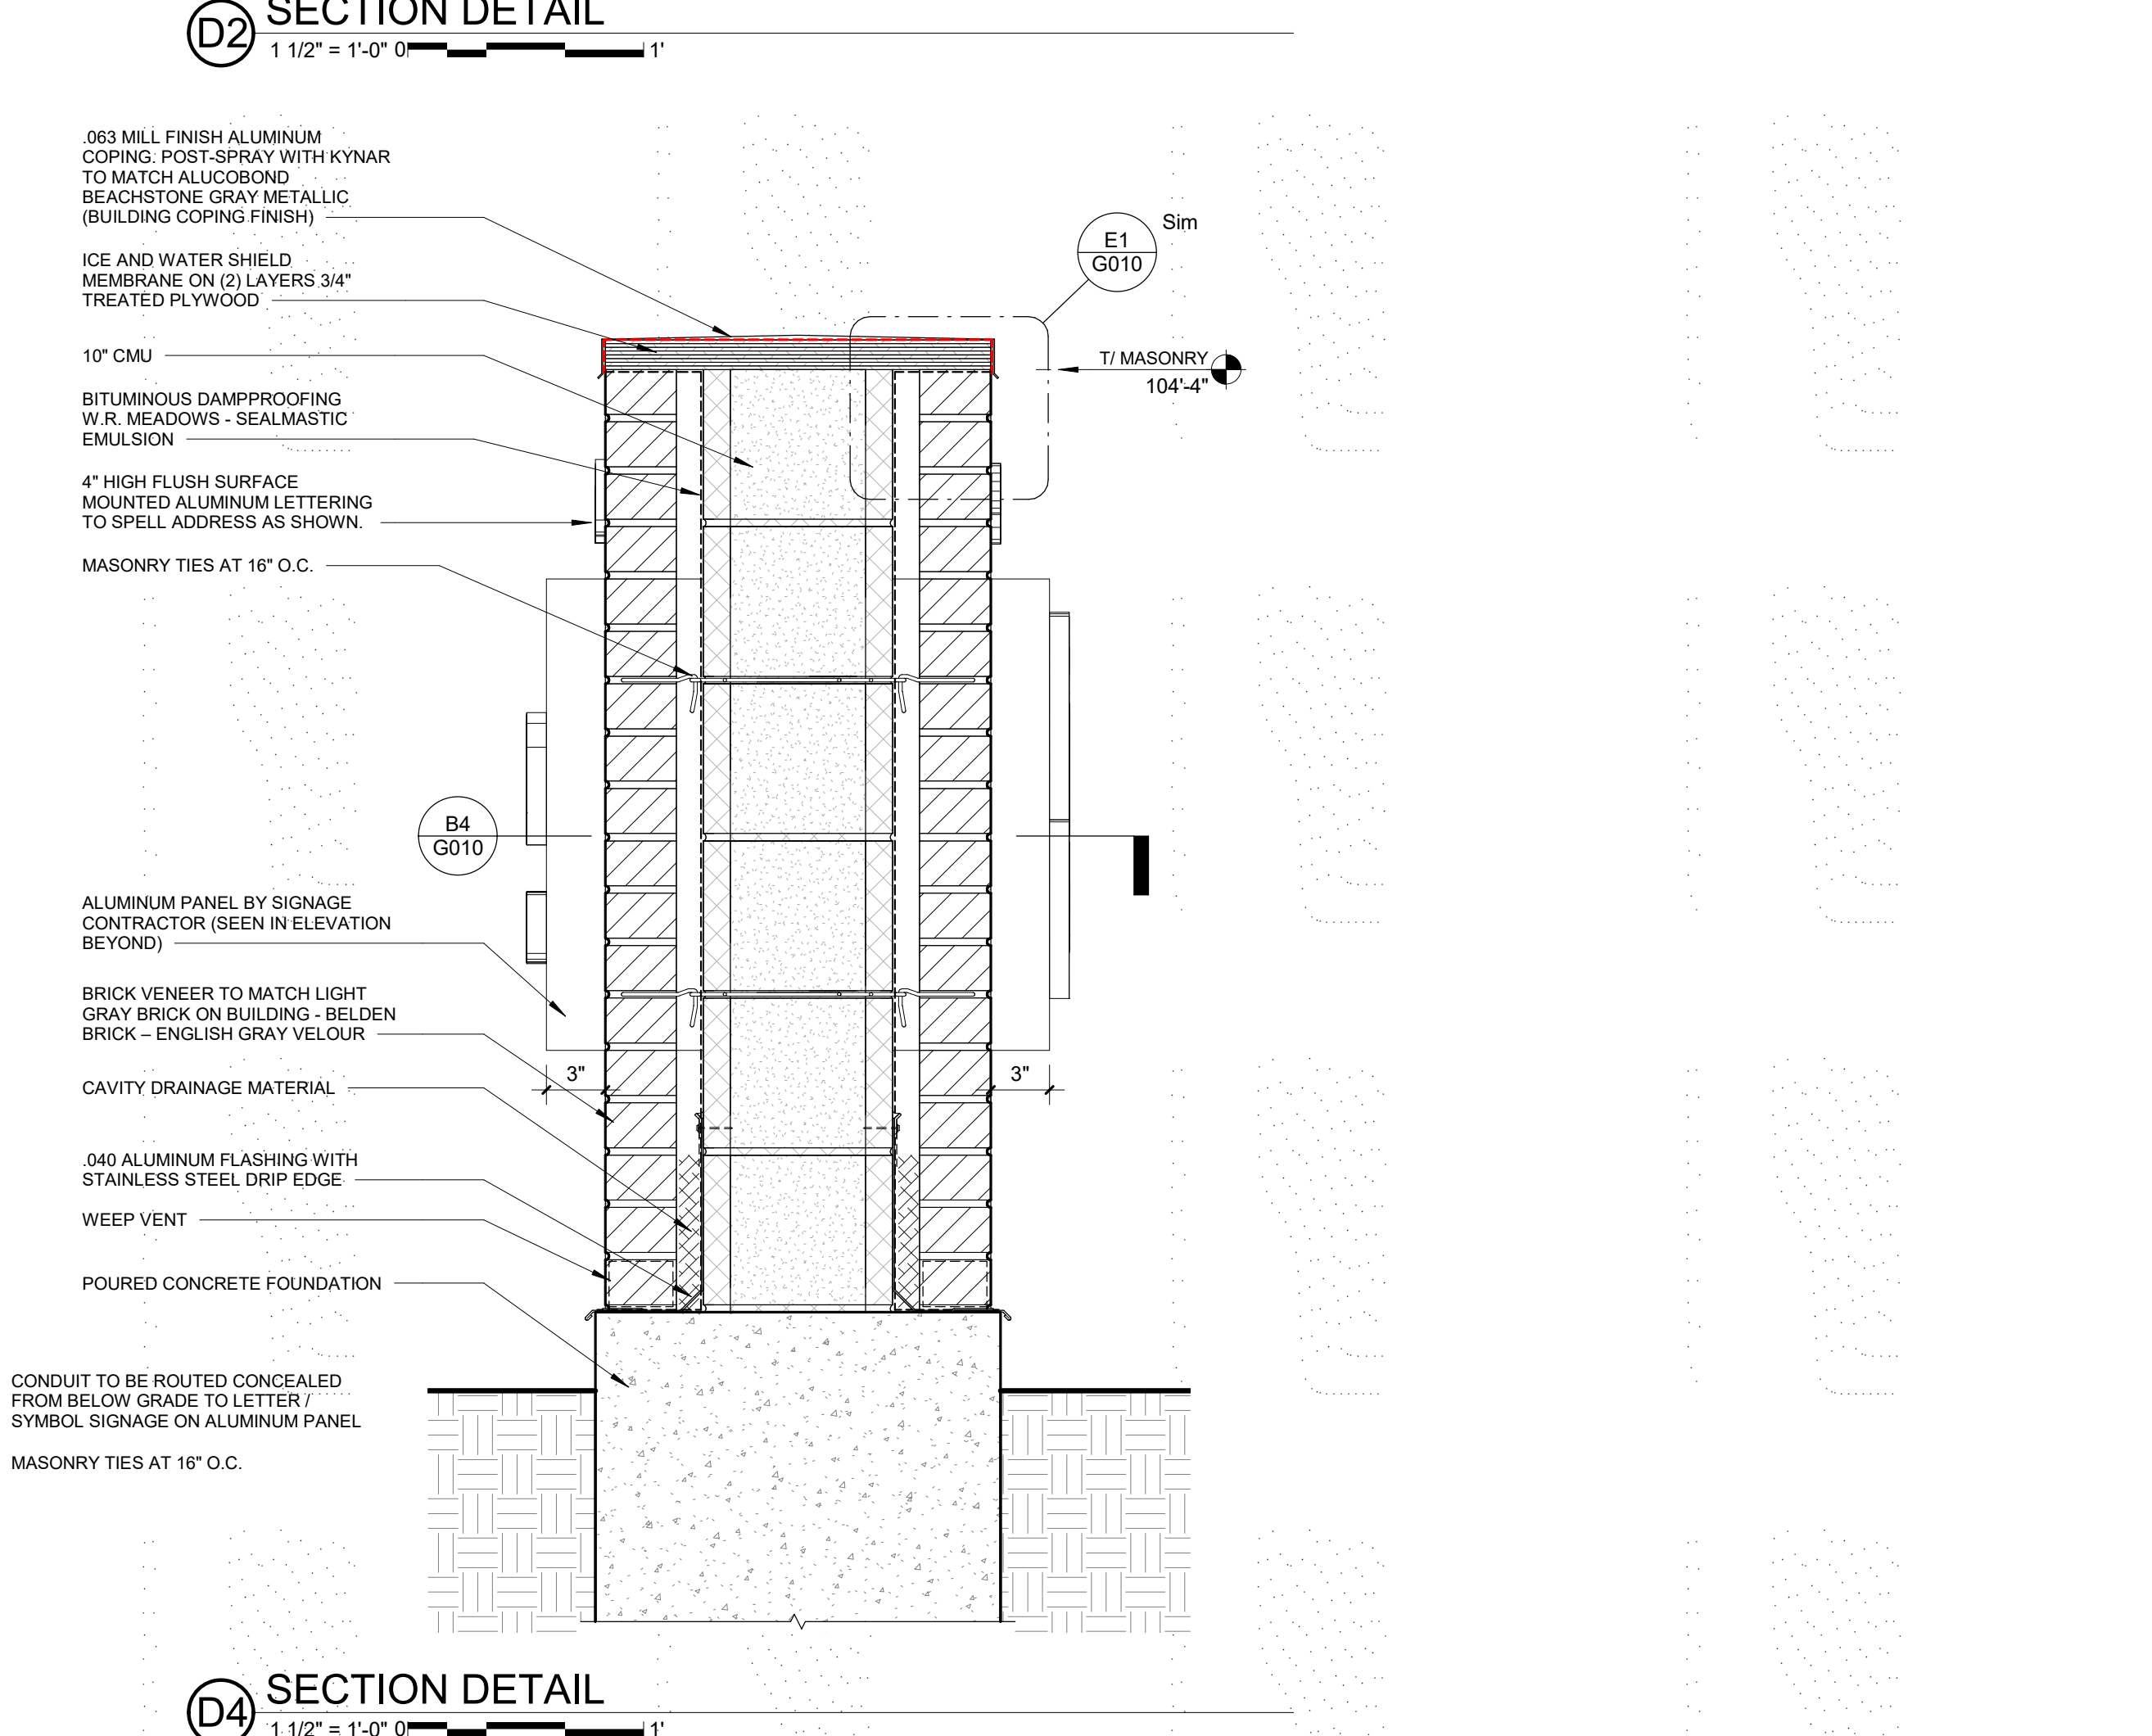 SECTION DETAIL
D2
1 1/2" = 1'-0" 0 1'
.063 MILL FINISH ALUMINUM
COPING. POST-SPRAY WITH KYNAR
TO MATCH ALUCOBOND
BEACHSTONE GRAY METALLIC
(BUILDING COPING FINISH)
ICE AND WATER SHIELD
MEMBRANE ON (2) LAYERS 3/4"
TREATED PLYWOOD
10" CMU
BITUMINOUS DAMPPROOFING
W.R. MEADOWS - SEALMASTIC
EMULSION
4" HIGH FLUSH SURFACE
MOUNTED ALUMINUM LETTERING
TO SPELL ADDRESS AS SHOWN.
MASONRY TIES AT 16" O.C.
E1
G010
Sim
T/ MASONRY
104'-4"
B4
G010
ALUMINUM PANEL BY SIGNAGE
CONTRACTOR (SEEN IN ELEVATION
BEYOND)
BRICK VENEER TO MATCH LIGHT
GRAY BRICK ON BUILDING - BELDEN
BRICK – ENGLISH GRAY VELOUR
3"
3"
CAVITY DRAINAGE MATERIAL
.040 ALUMINUM FLASHING WITH
STAINLESS STEEL DRIP EDGE
WEEP VENT
POURED CONCRETE FOUNDATION
CONDUIT TO BE ROUTED CONCEALED
FROM BELOW GRADE TO LETTER /
SYMBOL SIGNAGE ON ALUMINUM PANEL
MASONRY TIES AT 16" O.C.
SECTION DETAIL
D4
1 1/2" = 1'-0" 0 1'